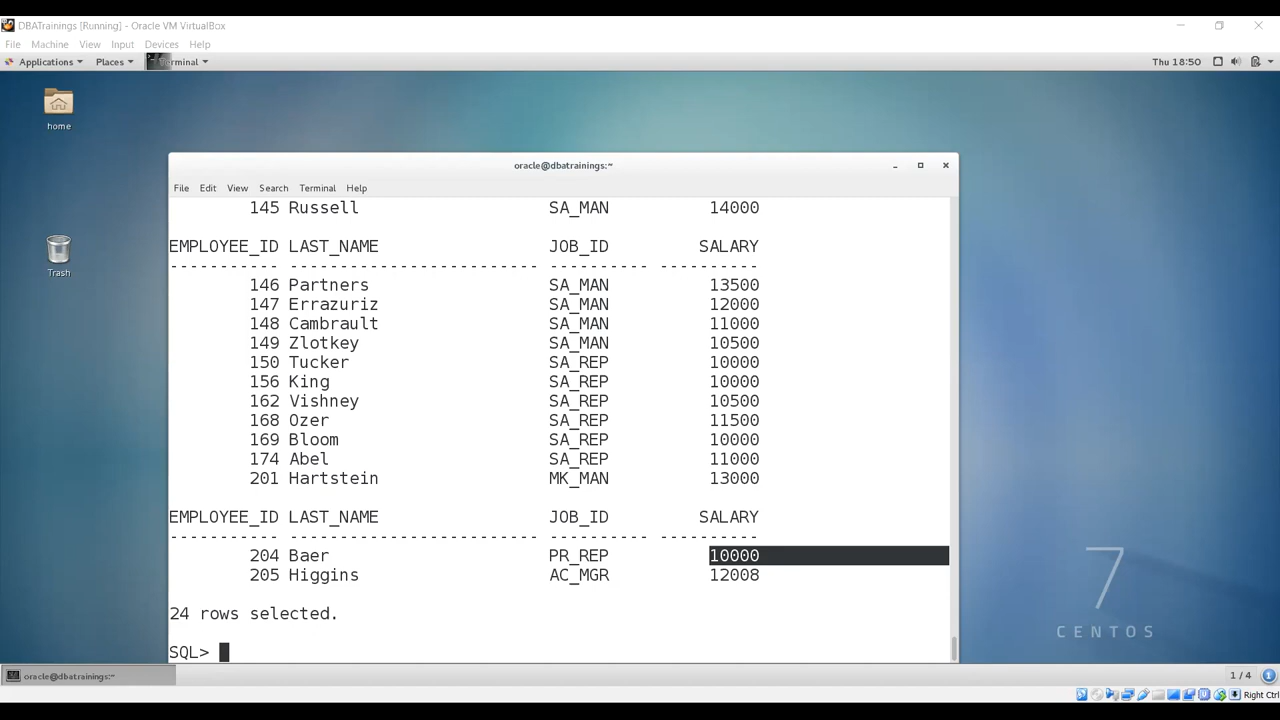 DBATrainings [Running] - Oracle VM VirtualBox
File Machine View Input Devices Help
Applications Places Terminal Thu 18:50
home
Trash
oracle@dbatrainings:~
File Edit View Search Terminal Help
145 Russell SA_MAN 14000
EMPLOYEE_ID LAST_NAME JOB_ID SALARY
----------- ------------------------- ---------- ----------
146 Partners SA_MAN 13500
147 Errazuriz SA_MAN 12000
148 Cambrault SA_MAN 11000
149 Zlotkey SA_MAN 10500
150 Tucker SA_REP 10000
156 King SA_REP 10000
162 Vishney SA_REP 10500
168 Ozer SA_REP 11500
169 Bloom SA_REP 10000
174 Abel SA_REP 11000
201 Hartstein MK_MAN 13000
EMPLOYEE_ID LAST_NAME JOB_ID SALARY
----------- ------------------------- ---------- ----------
204 Baer PR_REP 10000
205 Higgins AC_MGR 12008
24 rows selected.
SQL>
7
CENTOS
oracle@dbatrainings:~ 1 / 4 1
Right Ctrl